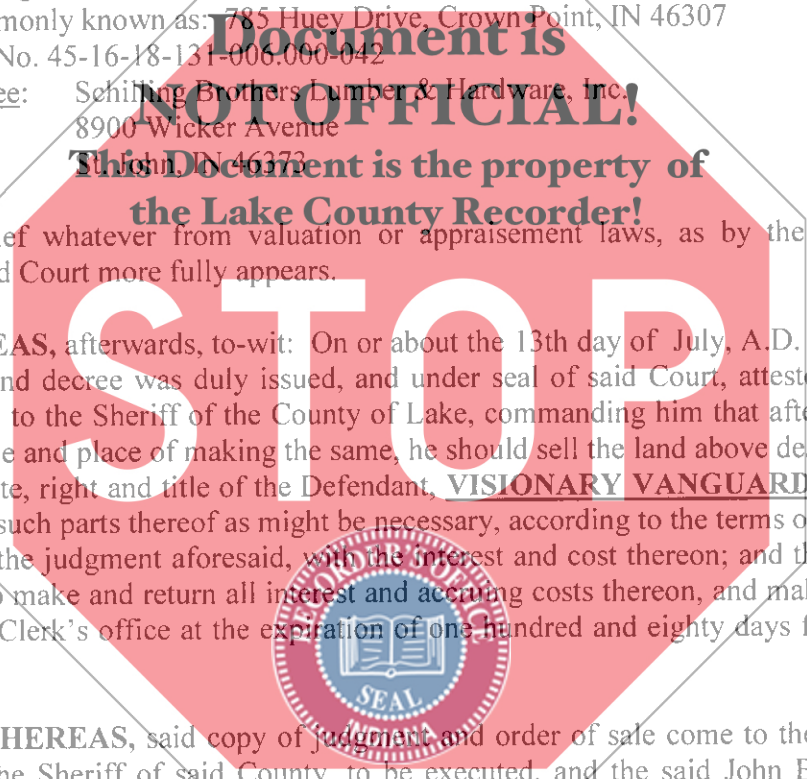 monly known as: 785 Huey Drive, Crown Point, IN 46307
Document is
No. 45-16-18-131-006.000-042
ee: Schilling Brothers Lumber & Hardware, Inc.
NOT OFFICIAL!
8900 Wicker Avenue
St. John, IN 46373
This Document is the property of
the Lake County Recorder!
ef whatever from valuation or appraisement laws, as by the
d Court more fully appears.
STOP
EAS, afterwards, to-wit: On or about the 13th day of July, A.D.
nd decree was duly issued, and under seal of said Court, atteste
to the Sheriff of the County of Lake, commanding him that afte
e and place of making the same, he should sell the land above de
te, right and title of the Defendant, VISIONARY VANGUARD
such parts thereof as might be necessary, according to the terms o
the judgment aforesaid, with the interest and cost thereon; and th
o make and return all interest and accruing costs thereon, and mal
Clerk's office at the expiration of one hundred and eighty days f
RECORDER'S OFFICE
SEAL
INDIANA
HEREAS, said copy of judgment and order of sale come to the
he Sheriff of said County, to be executed, and the said John B